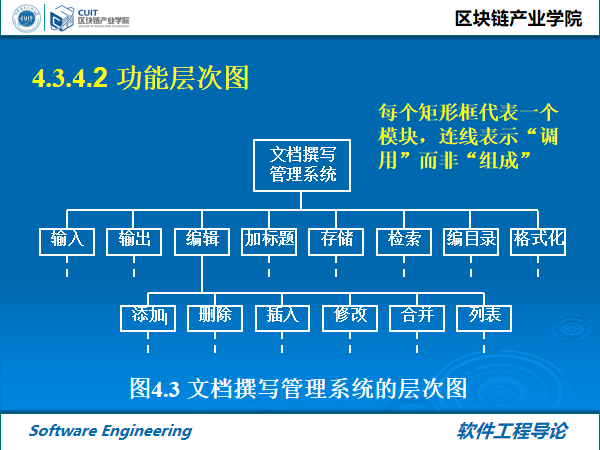 CUIT
区块链产业学院
区块链产业学院
4.3.4.2 功能层次图
每个矩形框代表一个
模块，连线表示“调
用”而非“组成”
文档撰写
管理系统
输入
输出
编辑
加标题
存储
检索
编目录
格式化
添加
删除
插入
修改
合并
列表
图4.3 文档撰写管理系统的层次图
Software Engineering
软件工程导论